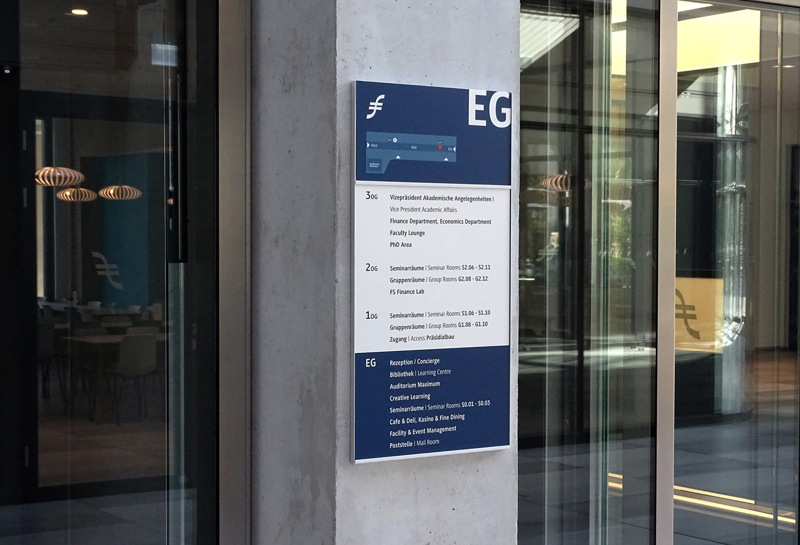 EG
3OG Vizepräsident Akademische Angelegenheiten |
Vice President Academic Affairs
Finance Department, Economics Department
Faculty Lounge
PhD Area
2OG Seminarräume | Seminar Rooms S2.06 - S2.11
Gruppenräume | Group Rooms G2.08 - G2.12
FS Finance Lab
1OG Seminarräume | Seminar Rooms S1.06 - S1.10
Gruppenräume | Group Rooms G1.08 - G1.10
Zugang | Access Präsidialbau
EG Rezeption / Concierge
Bibliothek | Learning Centre
Auditorium Maximum
Creative Learning
Seminarräume | Seminar Rooms S0.01 - S0.03
Cafe & Deli, Kasino & Fine Dining
Facility & Event Management
Poststelle | Mail Room